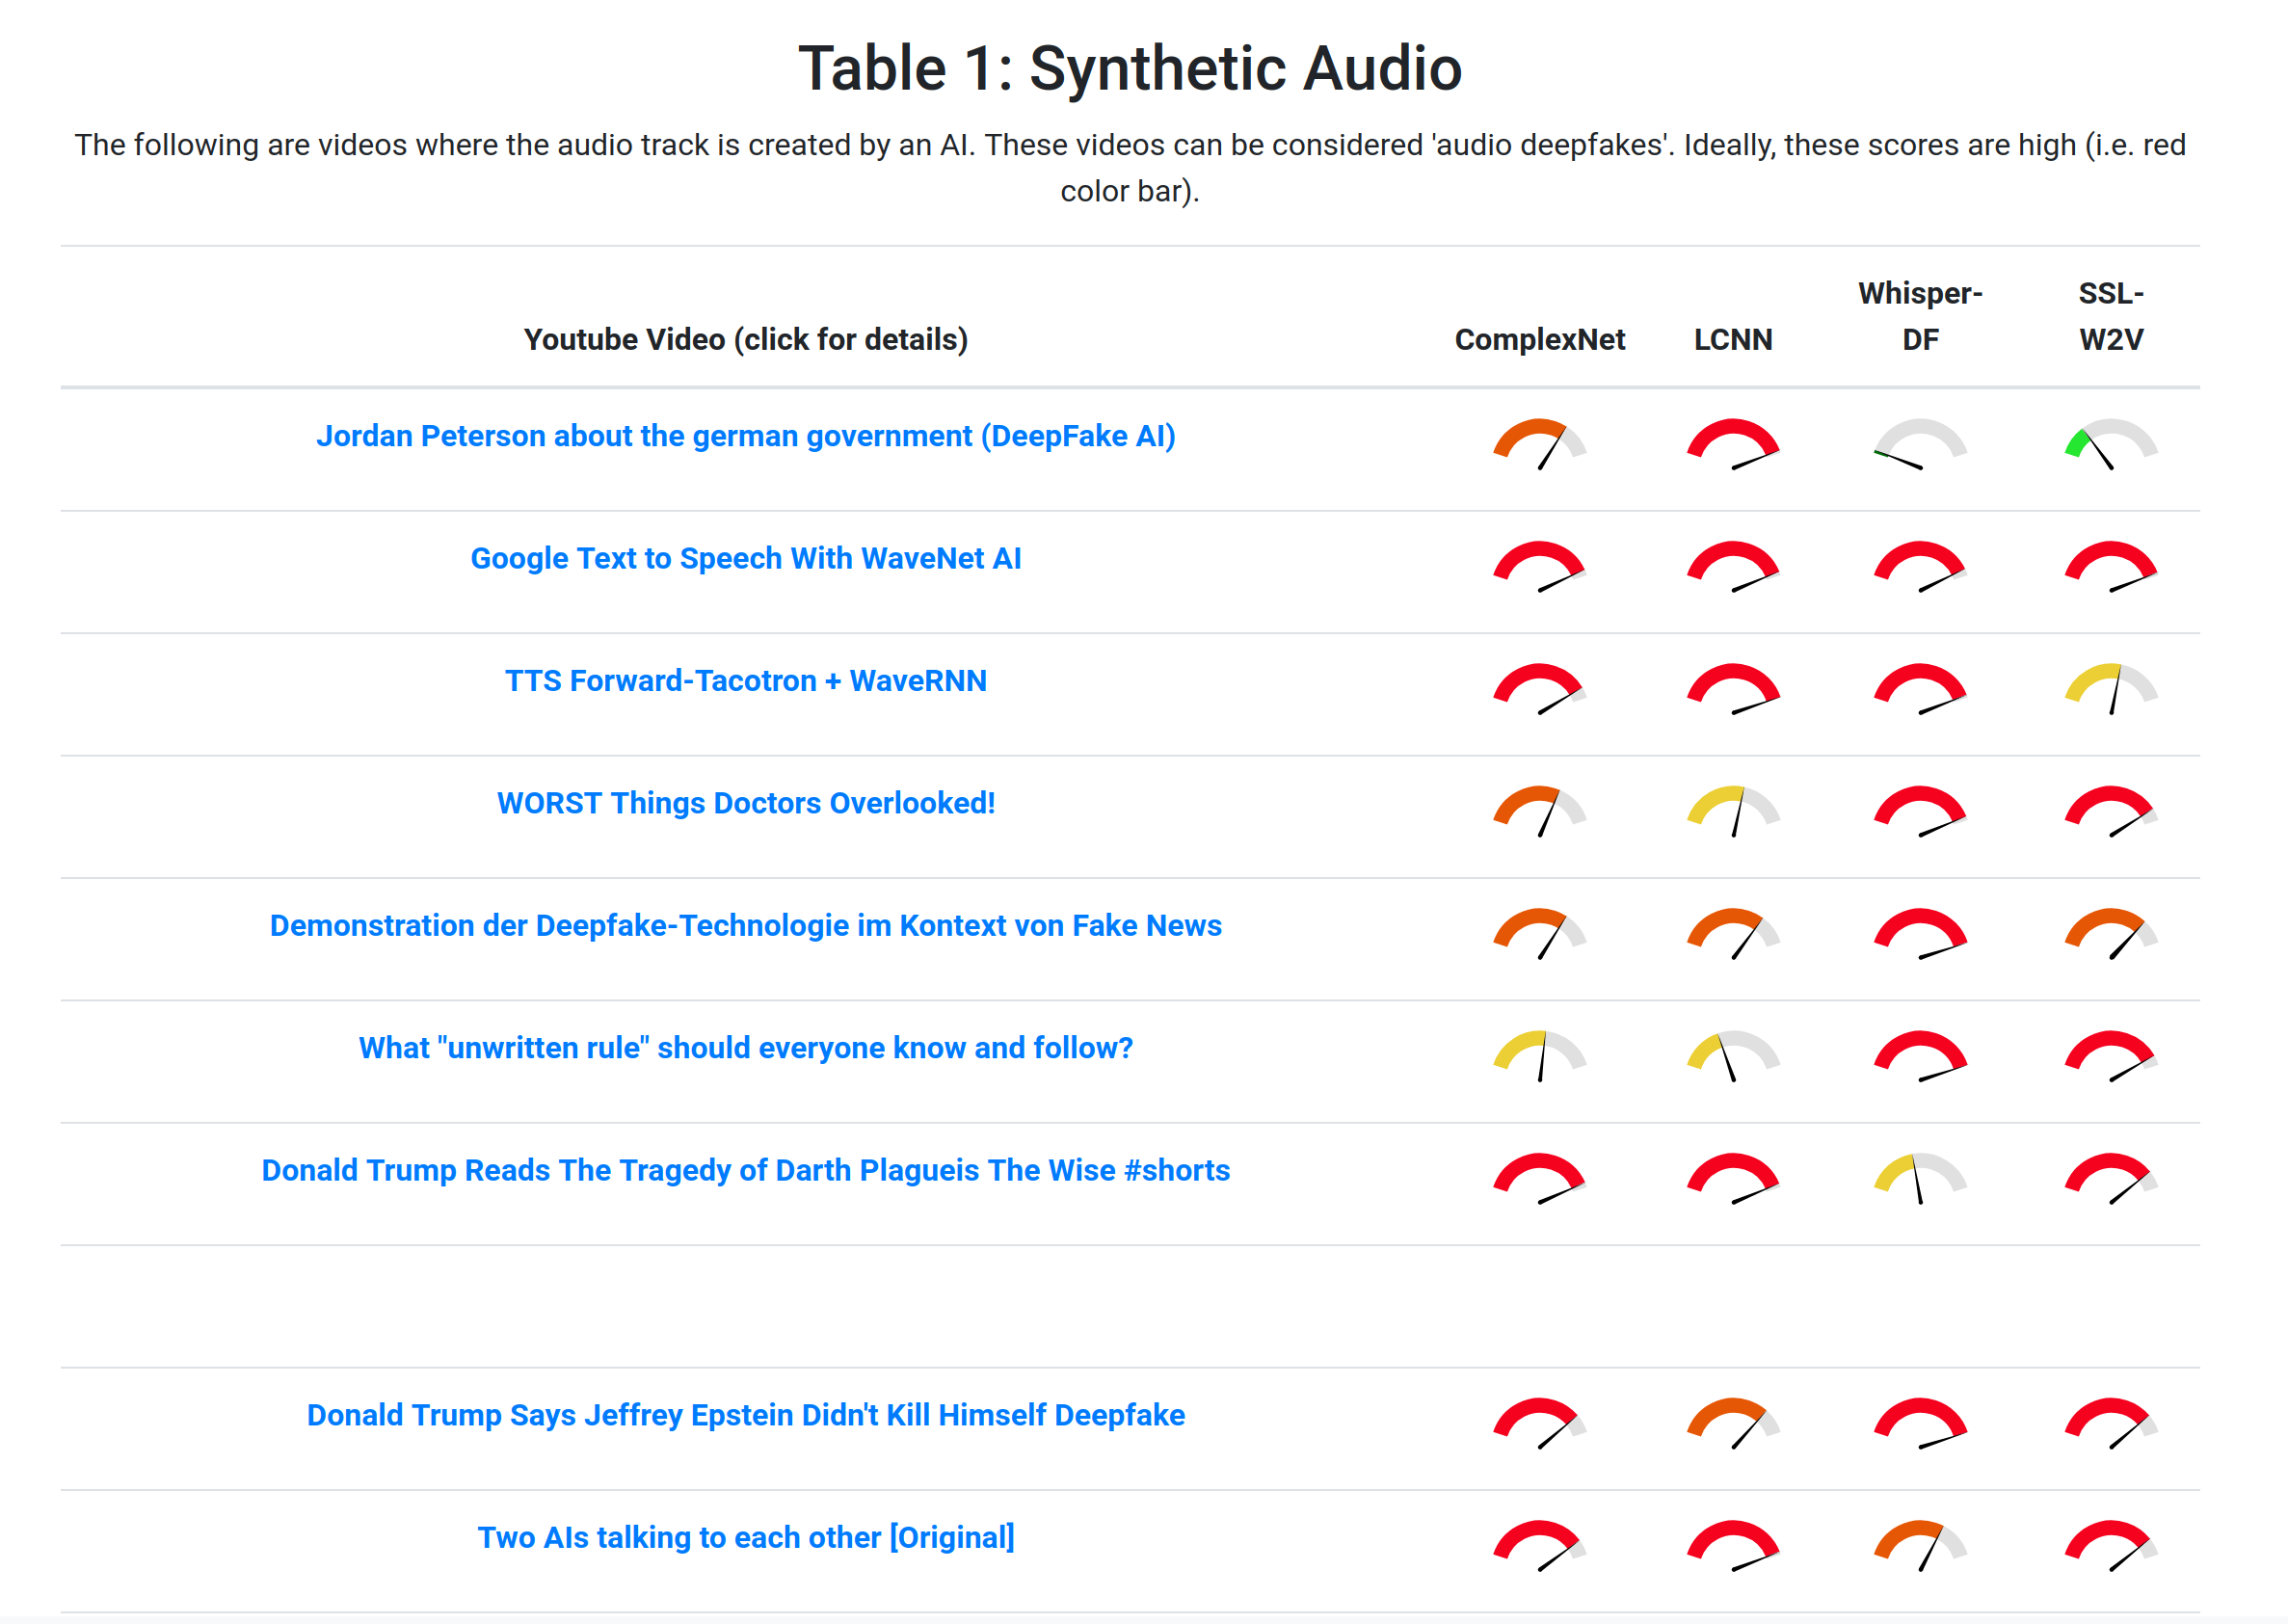 Table 1: Synthetic Audio
The following are videos where the audio track is created by an AI. These videos can be considered 'audio deepfakes'. Ideally, these scores are high (i.e. red
color bar).
Youtube Video (click for details) ComplexNet LCNN Whisper-DF SSL-W2V
Jordan Peterson about the german government (DeepFake AI)
Google Text to Speech With WaveNet AI
TTS Forward-Tacotron + WaveRNN
WORST Things Doctors Overlooked!
Demonstration der Deepfake-Technologie im Kontext von Fake News
What "unwritten rule" should everyone know and follow?
Donald Trump Reads The Tragedy of Darth Plagueis The Wise #shorts
Donald Trump Says Jeffrey Epstein Didn't Kill Himself Deepfake
Two AIs talking to each other [Original]